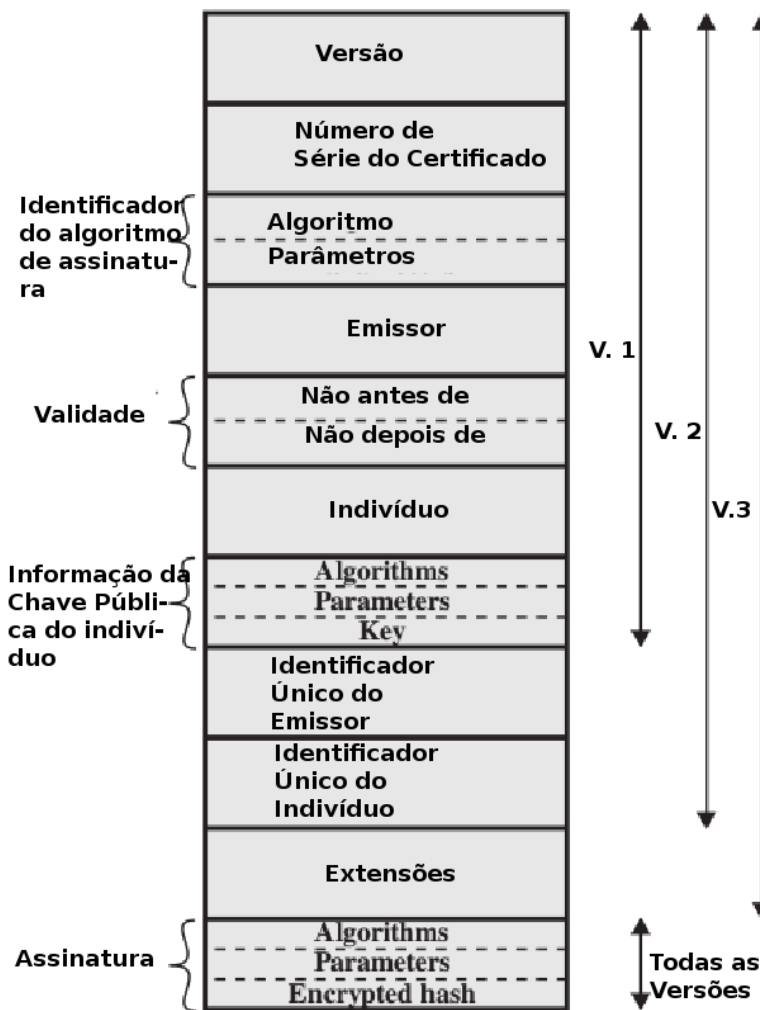 Versão
Número de
Série do Certificado
Identificador
do algoritmo
de assinatu-
ra
Algoritmo
Parâmetros
Emissor
V. 1
Validade
Não antes de
Não depois de
V. 2
Indivíduo
V.3
Informação da
Chave Públi-
ca do indiví-
duo
Algorithms
Parameters
Key
Identificador
Único do
Emissor
Identificador
Único do
Indivíduo
Extensões
Assinatura
Algorithms
Parameters
Encrypted hash
Todas as
Versões